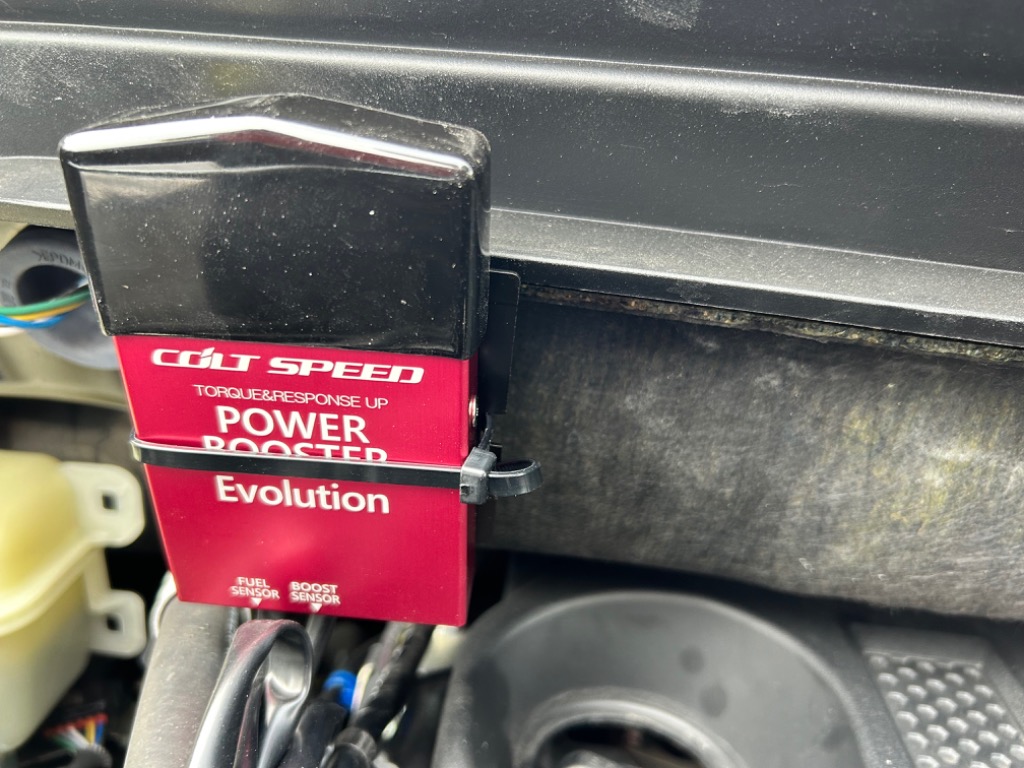 COLT SPEED
TORQUE&RESPONSE UP
POWER
BOOSTER
Evolution
FUEL
SENSOR
BOOST
SENSOR